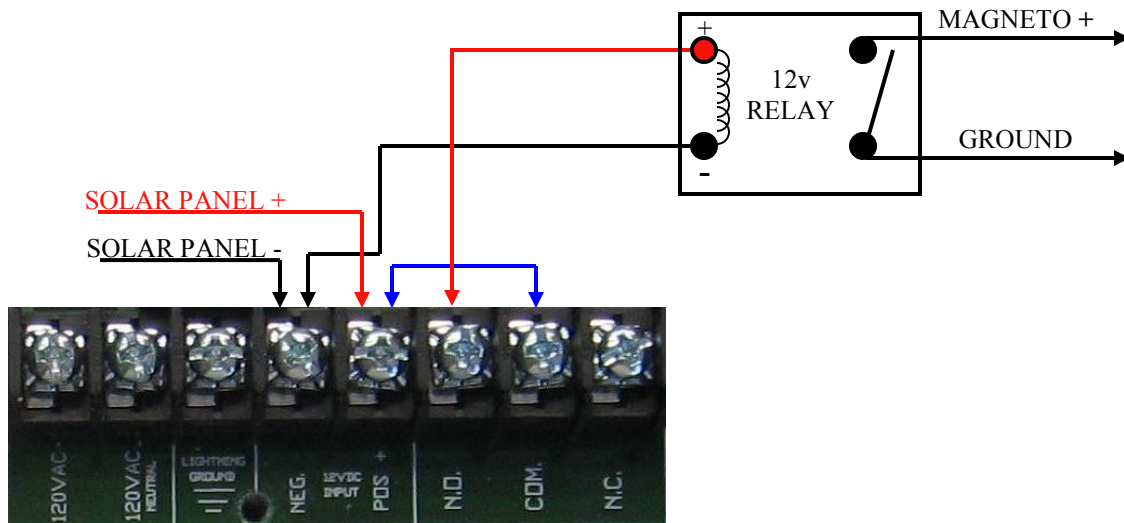 MAGNETO +
+
12v
RELAY
GROUND
-
SOLAR PANEL +
SOLAR PANEL -
120VAC -
120VAC -
NEUTRAL
LIGHTNING
GROUND
NEG.
12VDC
INPUT
POS +
N.O.
COM.
N.C.